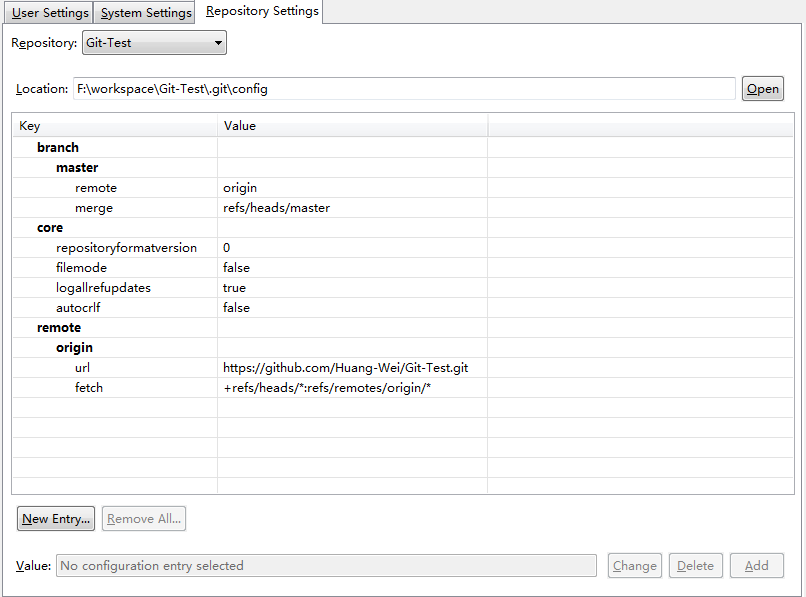 User Settings System Settings Repository Settings
Repository: Git-Test
Location: F:\workspace\Git-Test\.git\config Open
Key Value
branch
master
remote origin
merge refs/heads/master
core
repositoryformatversion 0
filemode false
logallrefupdates true
autocrlf false
remote
origin
url https://github.com/Huang-Wei/Git-Test.git
fetch +refs/heads/*:refs/remotes/origin/*
New Entry... Remove All...
Value: No configuration entry selected Change Delete Add